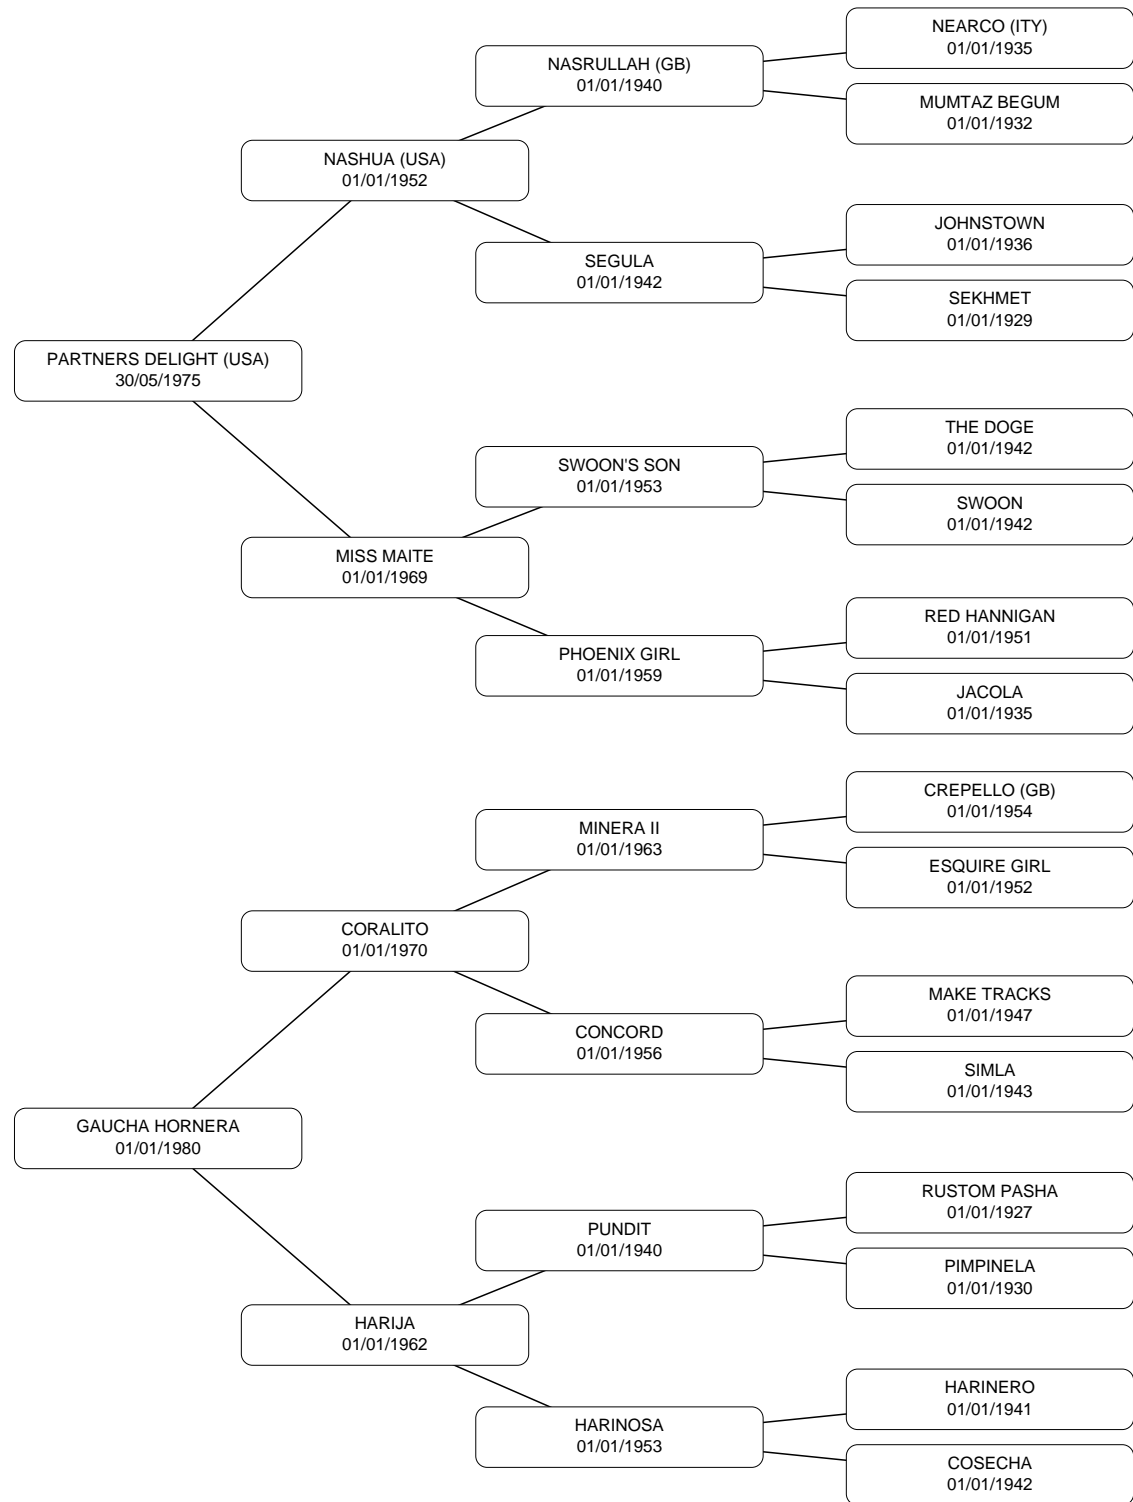 NEARCO (ITY)
01/01/1935
NASRULLAH (GB)
01/01/1940
MUMTAZ BEGUM
01/01/1932
NASHUA (USA)
01/01/1952
JOHNSTOWN
01/01/1936
SEGULA
01/01/1942
SEKHMET
01/01/1929
PARTNERS DELIGHT (USA)
30/05/1975
THE DOGE
01/01/1942
SWOON'S SON
01/01/1953
SWOON
01/01/1942
MISS MAITE
01/01/1969
RED HANNIGAN
01/01/1951
PHOENIX GIRL
01/01/1959
JACOLA
01/01/1935
CREPELLO (GB)
01/01/1954
MINERA II
01/01/1963
ESQUIRE GIRL
01/01/1952
CORALITO
01/01/1970
MAKE TRACKS
01/01/1947
CONCORD
01/01/1956
SIMLA
01/01/1943
GAUCHA HORNERA
01/01/1980
RUSTOM PASHA
01/01/1927
PUNDIT
01/01/1940
PIMPINELA
01/01/1930
HARIJA
01/01/1962
HARINERO
01/01/1941
HARINOSA
01/01/1953
COSECHA
01/01/1942